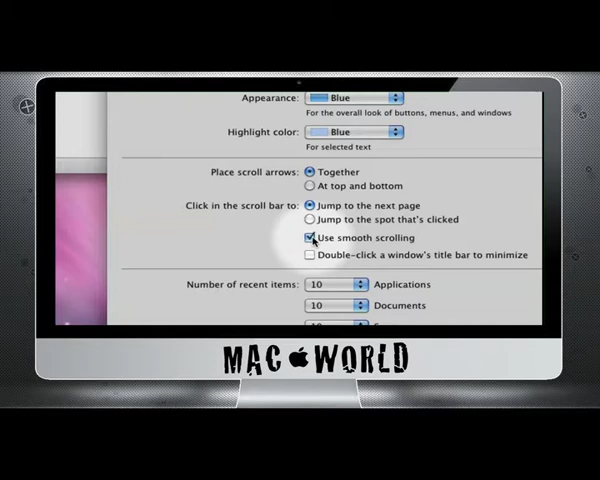 Appearance: Blue
For the overall look of buttons, menus, and windows
Highlight color: Blue
For selected text
Place scroll arrows: Together
At top and bottom
Click in the scroll bar to: Jump to the next page
Jump to the spot that's clicked
Use smooth scrolling
Double-click a window's title bar to minimize
Number of recent items: 10 Applications
10 Documents
MAC WORLD